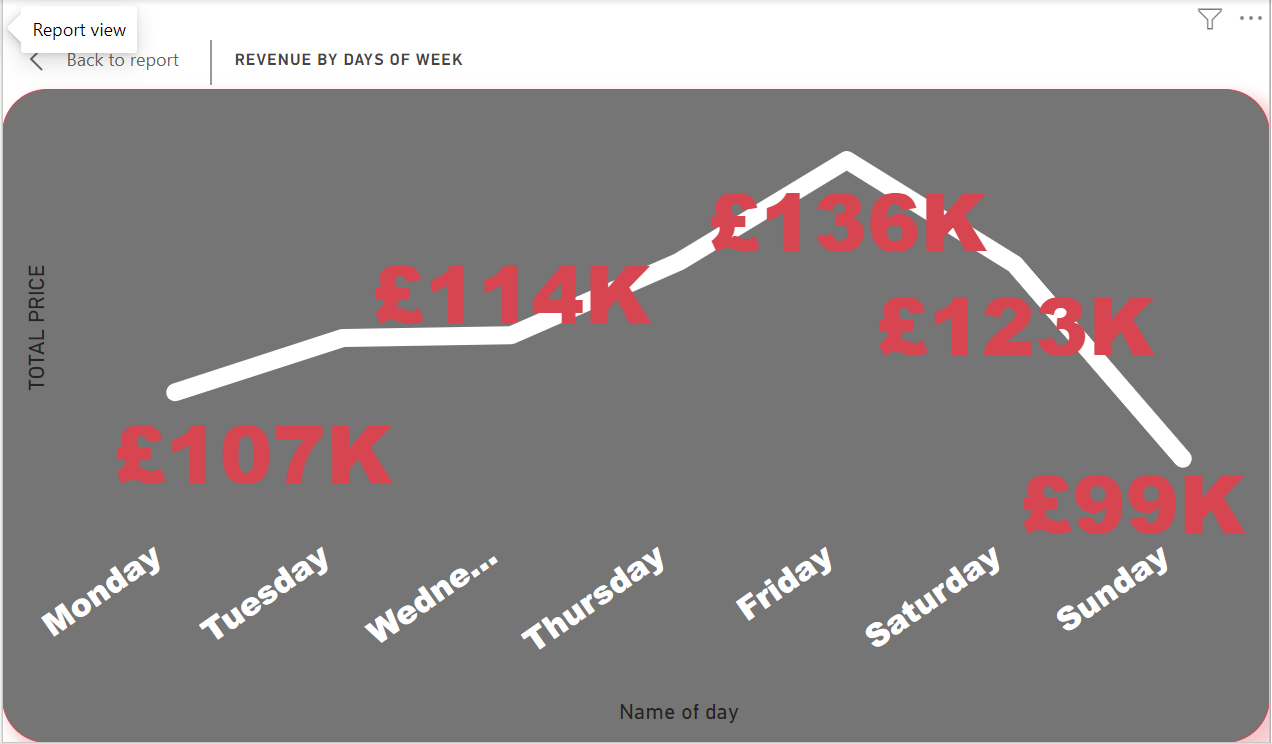 Report view
Back to report
REVENUE BY DAYS OF WEEK
£136K
£114K
£123K
TOTAL PRICE
£107K
£99K
Monday
Tuesday
Wedne...
Thursday
Friday
Saturday
Sunday
Name of day